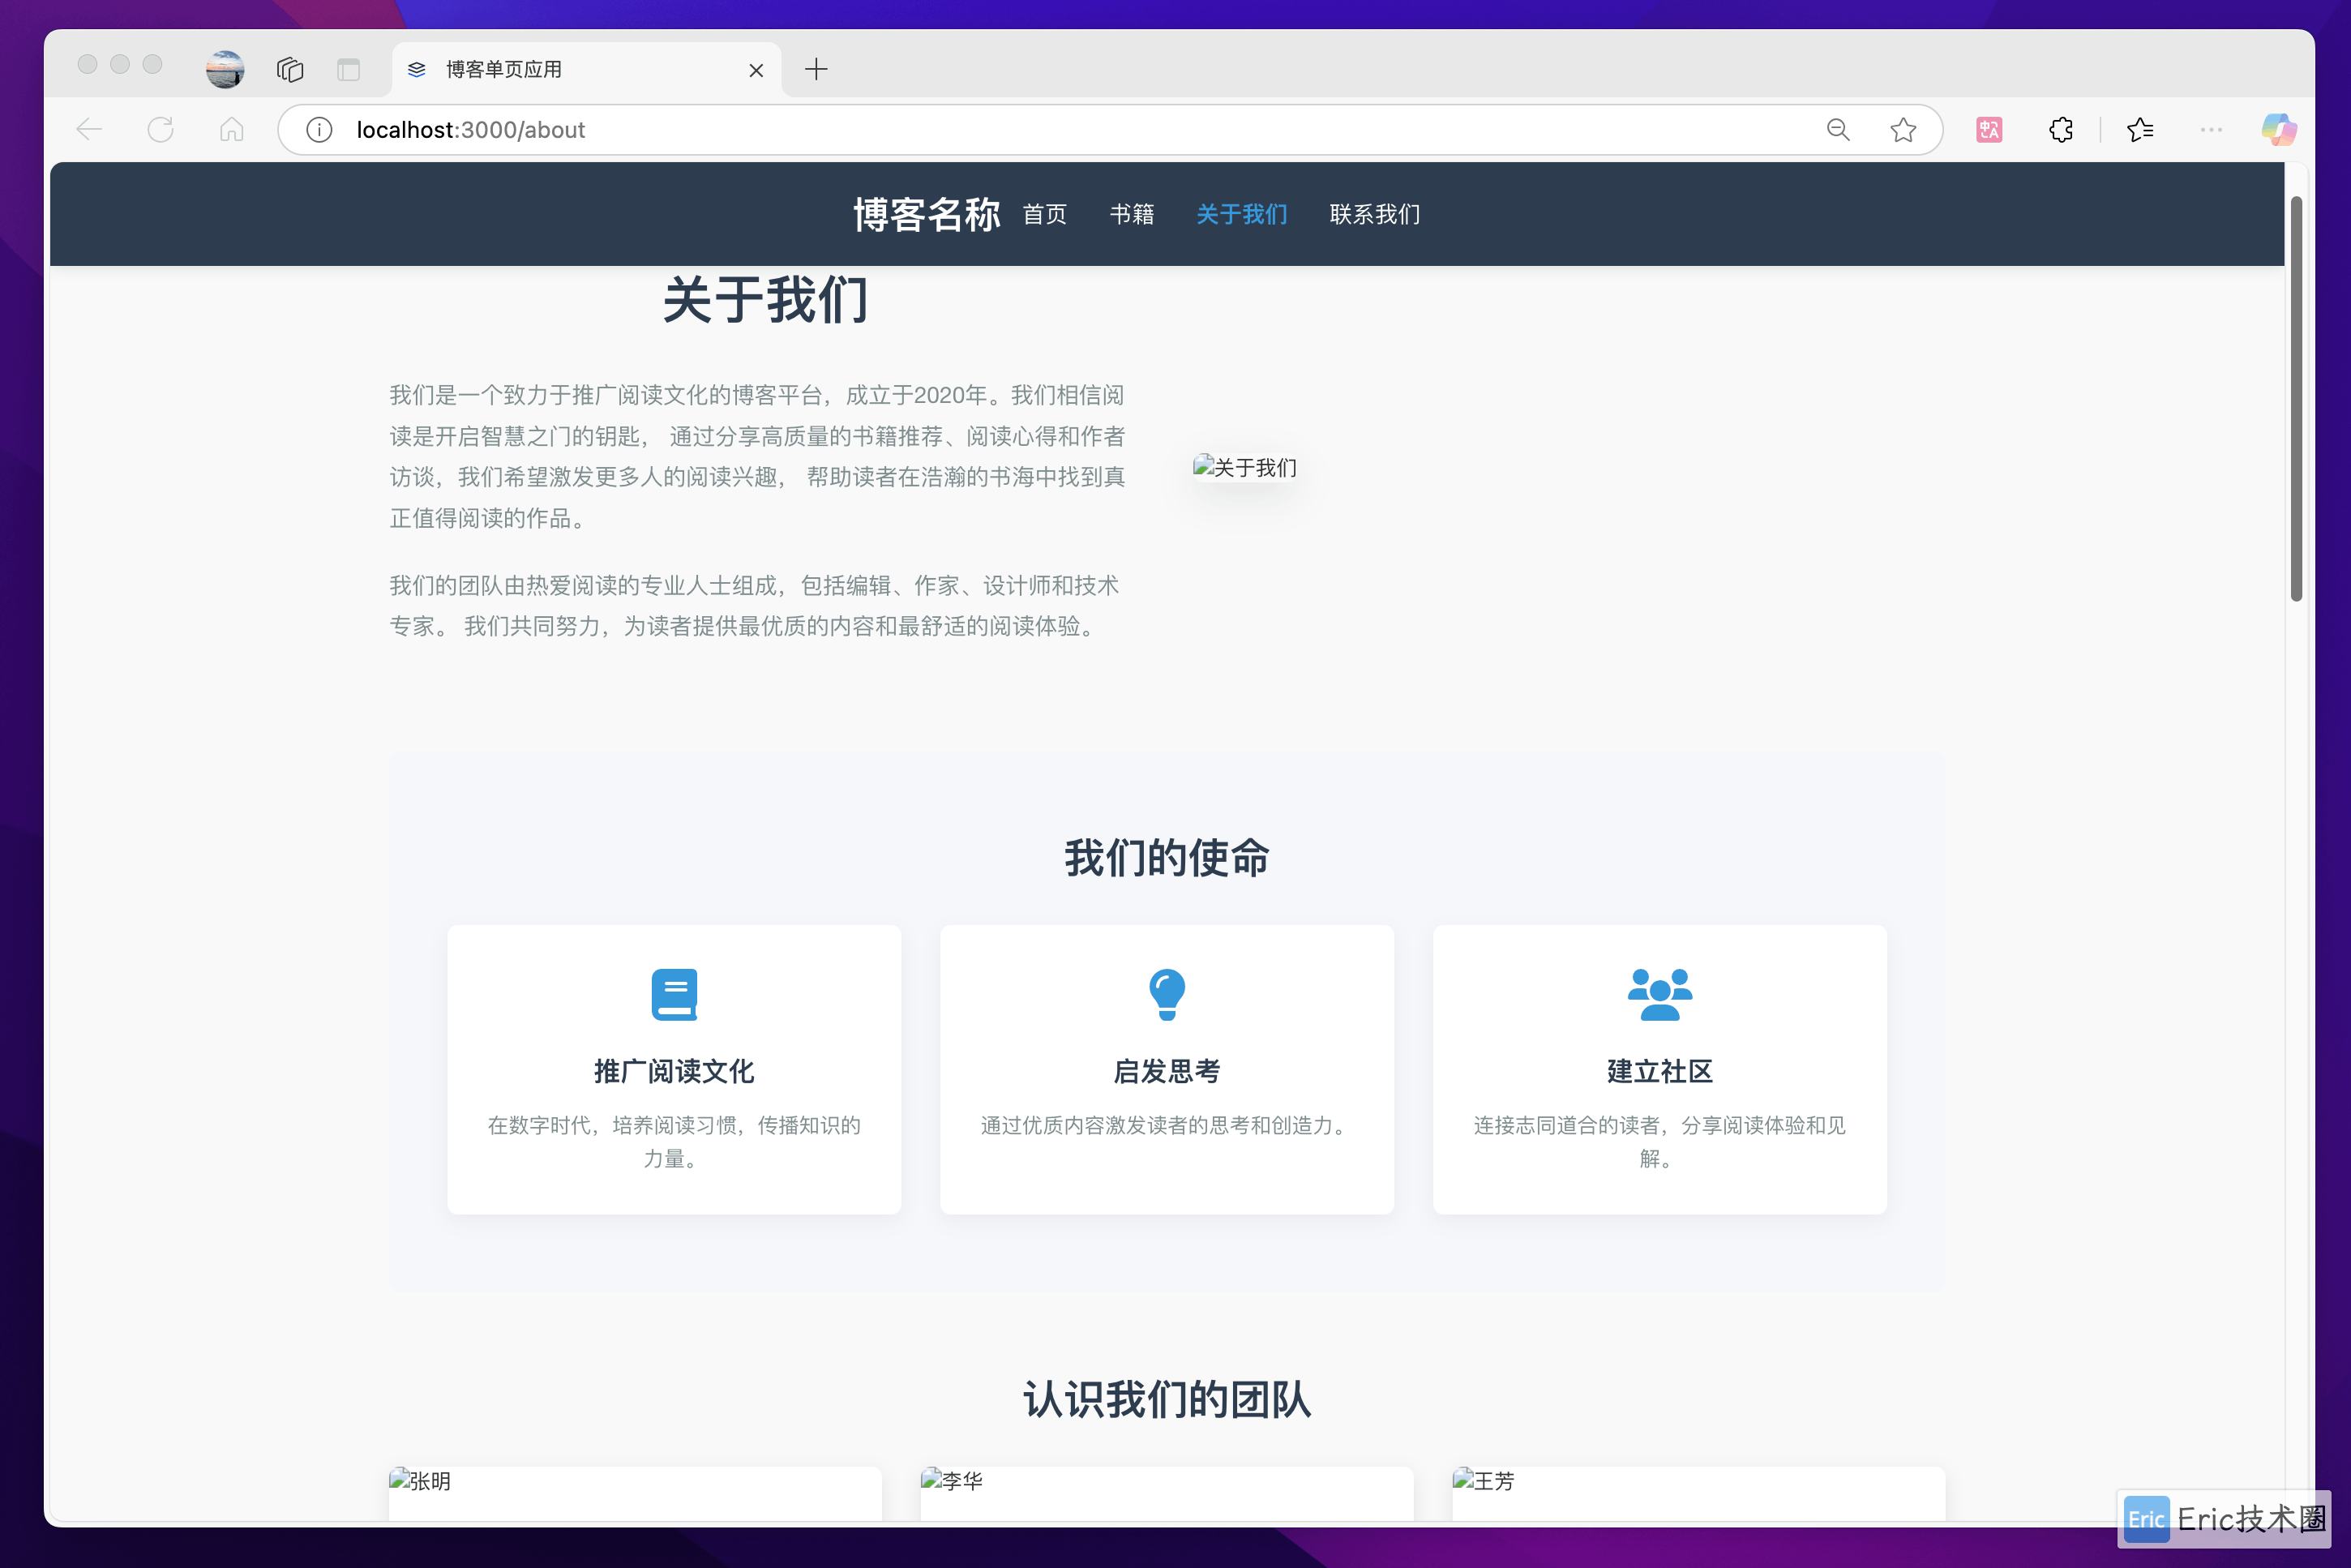 博客单页应用
localhost:3000/about
博客名称 首页 书籍 关于我们 联系我们
关于我们
我们是一个致力于推广阅读文化的博客平台，成立于2020年。我们相信阅
读是开启智慧之门的钥匙， 通过分享高质量的书籍推荐、阅读心得和作者
访谈，我们希望激发更多人的阅读兴趣， 帮助读者在浩瀚的书海中找到真
正值得阅读的作品。
我们的团队由热爱阅读的专业人士组成，包括编辑、作家、设计师和技术
专家。 我们共同努力，为读者提供最优质的内容和最舒适的阅读体验。
关于我们
我们的使命
推广阅读文化
在数字时代，培养阅读习惯，传播知识的
力量。
启发思考
通过优质内容激发读者的思考和创造力。
建立社区
连接志同道合的读者，分享阅读体验和见
解。
认识我们的团队
张明
李华
王芳
Eric Eric技术圈